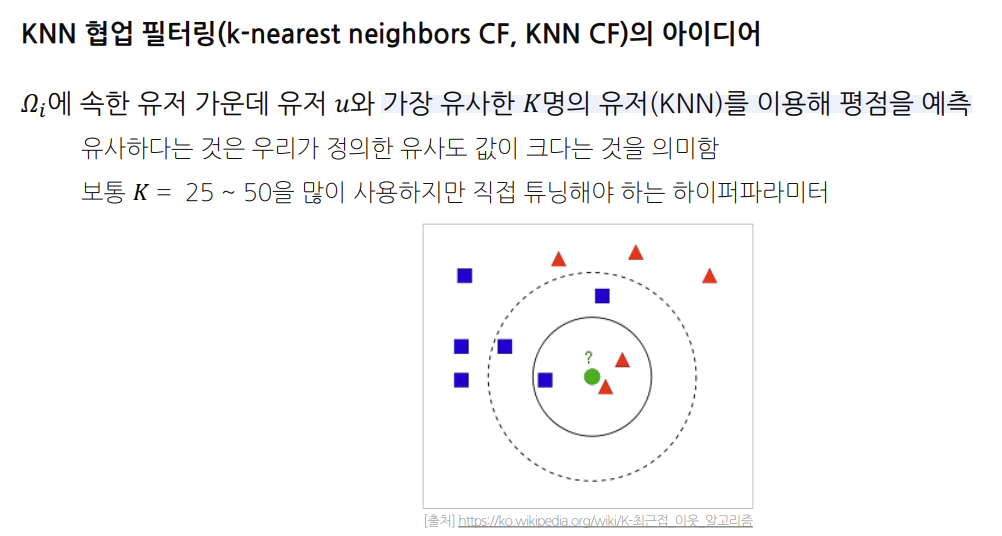 KNN 협업 필터링(k-nearest neighbors CF, KNN CF)의 아이디어
Ωᵢ에 속한 유저 가운데 유저 u와 가장 유사한 K명의 유저(KNN)를 이용해 평점을 예측
유사하다는 것은 우리가 정의한 유사도 값이 크다는 것을 의미함
보통 K = 25 ~ 50을 많이 사용하지만 직접 튜닝해야 하는 하이퍼파라미터
?
[출처] https://ko.wikipedia.org/wiki/K-최근접_이웃_알고리즘